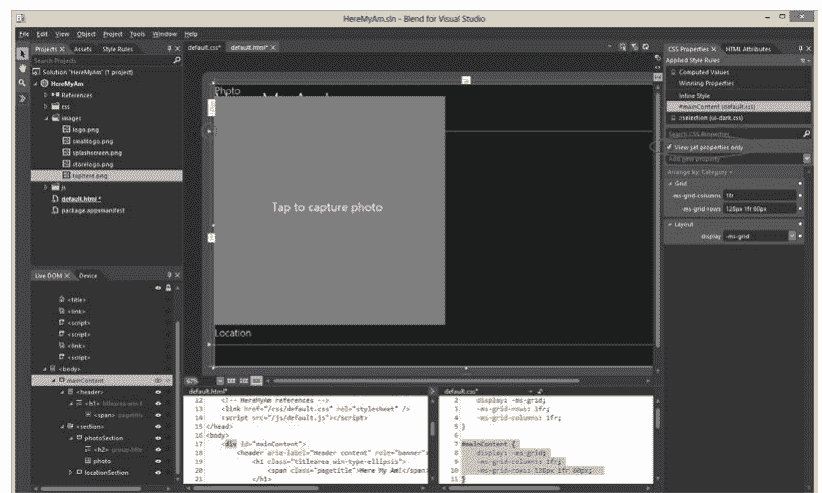 HereMyAm.sln - Blend for Visual Studio
File Edit View Object Project Tools Window Help
Projects Assets Style Rules
Search Projects
Solution "HereMyAm" (1 project)
HereMyAm
References
css
images
logo.png
smalllogo.png
splashscreen.png
storelogo.png
taphere.png
js
default.html *
package.appxmanifest
Live DOM Device
<title>
<link>
<script>
<script>
<link>
<script>
<body>
mainContent
<header>
<h1> titlearea win-t
<span> pagetitle
<section>
photoSection
<h2> group-title
photo
locationSection
default.css* default.html*
Photo
Tap to capture photo
Location
67%
default.html*
12 <!-- HereMyAm references -->
13 <link href="/css/default.css" rel="stylesheet" />
14 <script src="/js/default.js"></script>
15 </head>
16 <body>
17 <div id="mainContent">
18 <header aria-label="Header content" role="banner">
19 <h1 class="titlearea win-type-ellipsis">
20 <span class="pagetitle">Here My Am!</span>
21 </h1>
default.css*
2 display: -ms-grid;
3 -ms-grid-rows: 1fr;
4 -ms-grid-columns: 1fr;
5 }
6
7 #mainContent {
8 display: -ms-grid;
9 -ms-grid-columns: 1fr;
10 -ms-grid-rows: 128px 1fr 60px;
11 }
CSS Properties HTML Attributes
Applied Style Rules
Computed Values
Winning Properties
Inline Style
#mainContent (default.css)
::selection (ui-dark.css)
Search CSS Properties
View set properties only
Add new property
Arrange by: Category
Grid
-ms-grid-columns 1fr
-ms-grid-rows 128px 1fr 60px
Layout
display -ms-grid